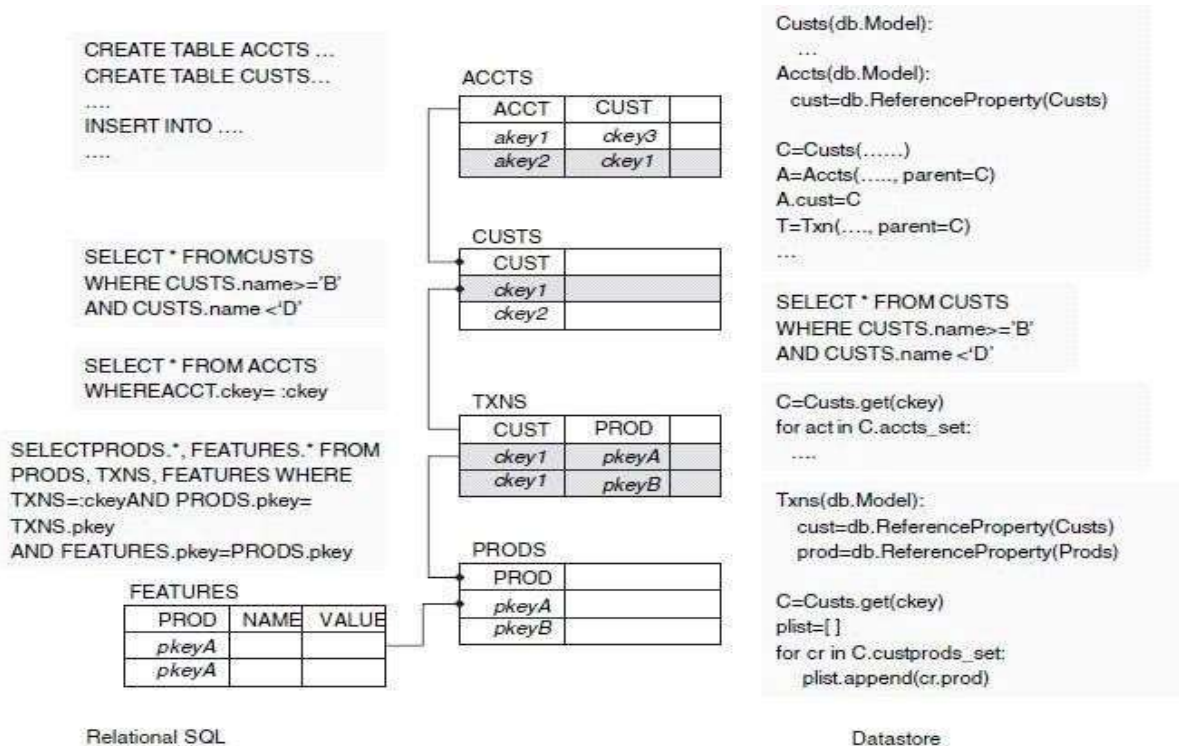 CREATE TABLE ACCTS ...
CREATE TABLE CUSTS...
....
INSERT INTO ....
....
SELECT * FROMCUSTS
WHERE CUSTS.name>='B'
AND CUSTS.name <'D'
SELECT * FROM ACCTS
WHEREACCT.ckey= :ckey
SELECTPRODS.*, FEATURES.* FROM
PRODS, TXNS, FEATURES WHERE
TXNS=:ckeyAND PRODS.pkey=
TXNS.pkey
AND FEATURES.pkey=PRODS.pkey
FEATURES
PROD NAME VALUE
pkeyA
pkeyA
Relational SQL
ACCTS
ACCT CUST
akey1 ckey3
akey2 ckey1
CUSTS
CUST
ckey1
ckey2
TXNS
CUST PROD
ckey1 pkeyA
ckey1 pkeyB
PRODS
PROD
pkeyA
pkeyB
Custs(db.Model):
...
Accts(db.Model):
cust=db.ReferenceProperty(Custs)
C=Custs(......)
A=Accts(....., parent=C)
A.cust=C
T=Txn(...., parent=C)
...
SELECT * FROM CUSTS
WHERE CUSTS.name>='B'
AND CUSTS.name <'D'
C=Custs.get(ckey)
for act in C.accts_set:
....
Txns(db.Model):
cust=db.ReferenceProperty(Custs)
prod=db.ReferenceProperty(Prods)
C=Custs.get(ckey)
plist=[ ]
for cr in C.custprods_set:
plist.append(cr.prod)
Datastore